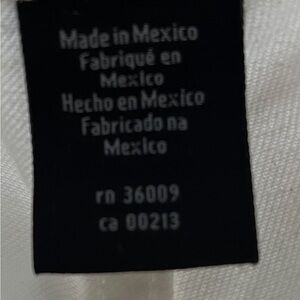 Made in Mexico
Fabriqué en
Mexico
Hecho en Mexico
Fabricado na
Mexico
rn 36009
ca 00213